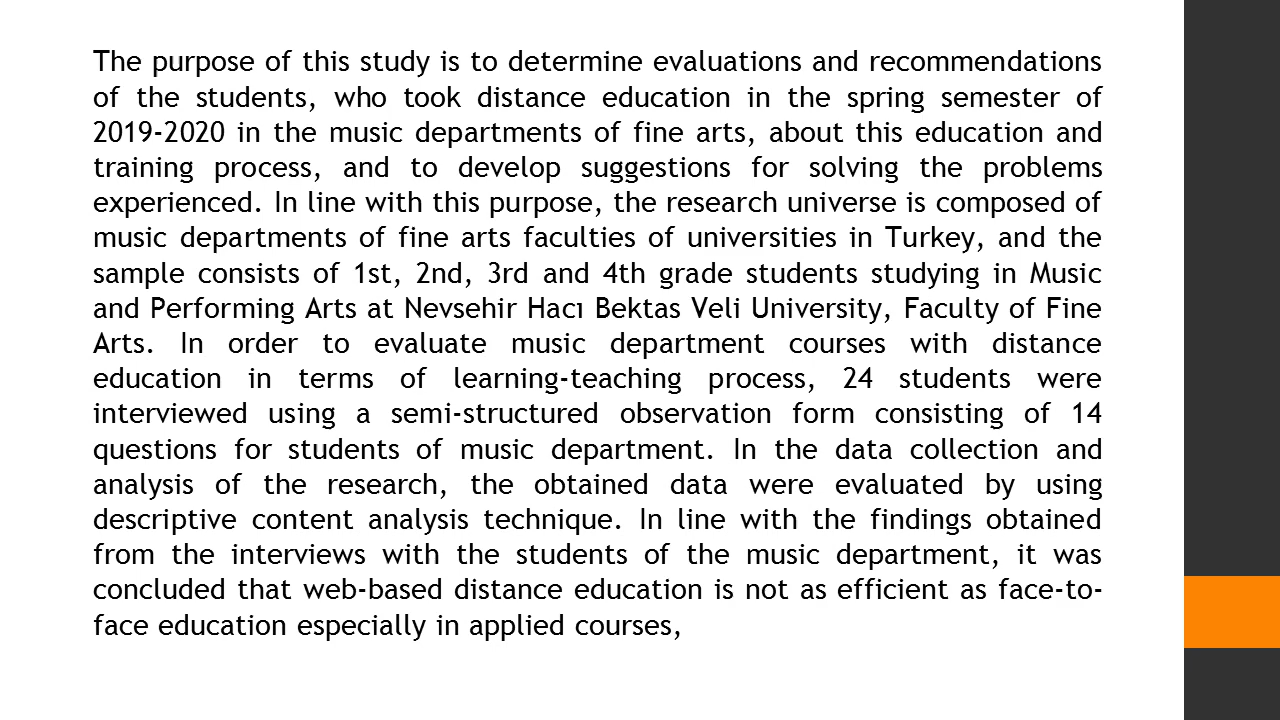 The purpose of this study is to determine evaluations and recommendations
of the students, who took distance education in the spring semester of
2019-2020 in the music departments of fine arts, about this education and
training process, and to develop suggestions for solving the problems
experienced. In line with this purpose, the research universe is composed of
music departments of fine arts faculties of universities in Turkey, and the
sample consists of 1st, 2nd, 3rd and 4th grade students studying in Music
and Performing Arts at Nevsehir Hacı Bektas Veli University, Faculty of Fine
Arts. In order to evaluate music department courses with distance
education in terms of learning-teaching process, 24 students were
interviewed using a semi-structured observation form consisting of 14
questions for students of music department. In the data collection and
analysis of the research, the obtained data were evaluated by using
descriptive content analysis technique. In line with the findings obtained
from the interviews with the students of the music department, it was
concluded that web-based distance education is not as efficient as face-to-
face education especially in applied courses,